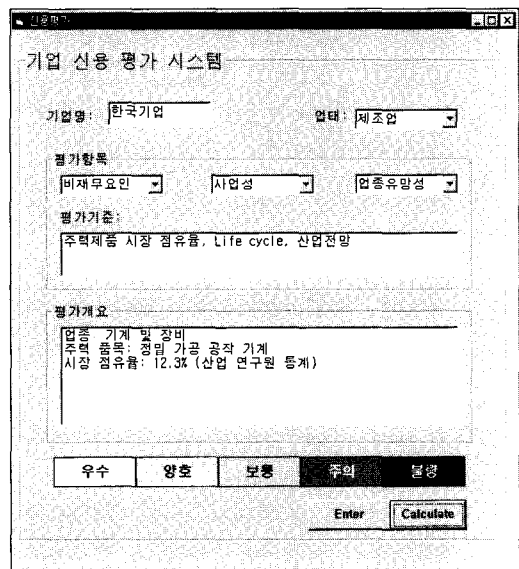 신용평가
기업 신용 평가 시스템
기업명: 한국기업 업태: 제조업
평가항목
비재무요인 사업성 업종유망성
평가기준:
주력제품 시장 점유율, Life cycle, 산업전망
평가개요
업종 기계 및 장비
주력 품목: 정밀 가공 공작 기계
시장 점유율: 12.3% (산업 연구원 통계)
우수 양호 보통 주의 불량
Enter Calculate